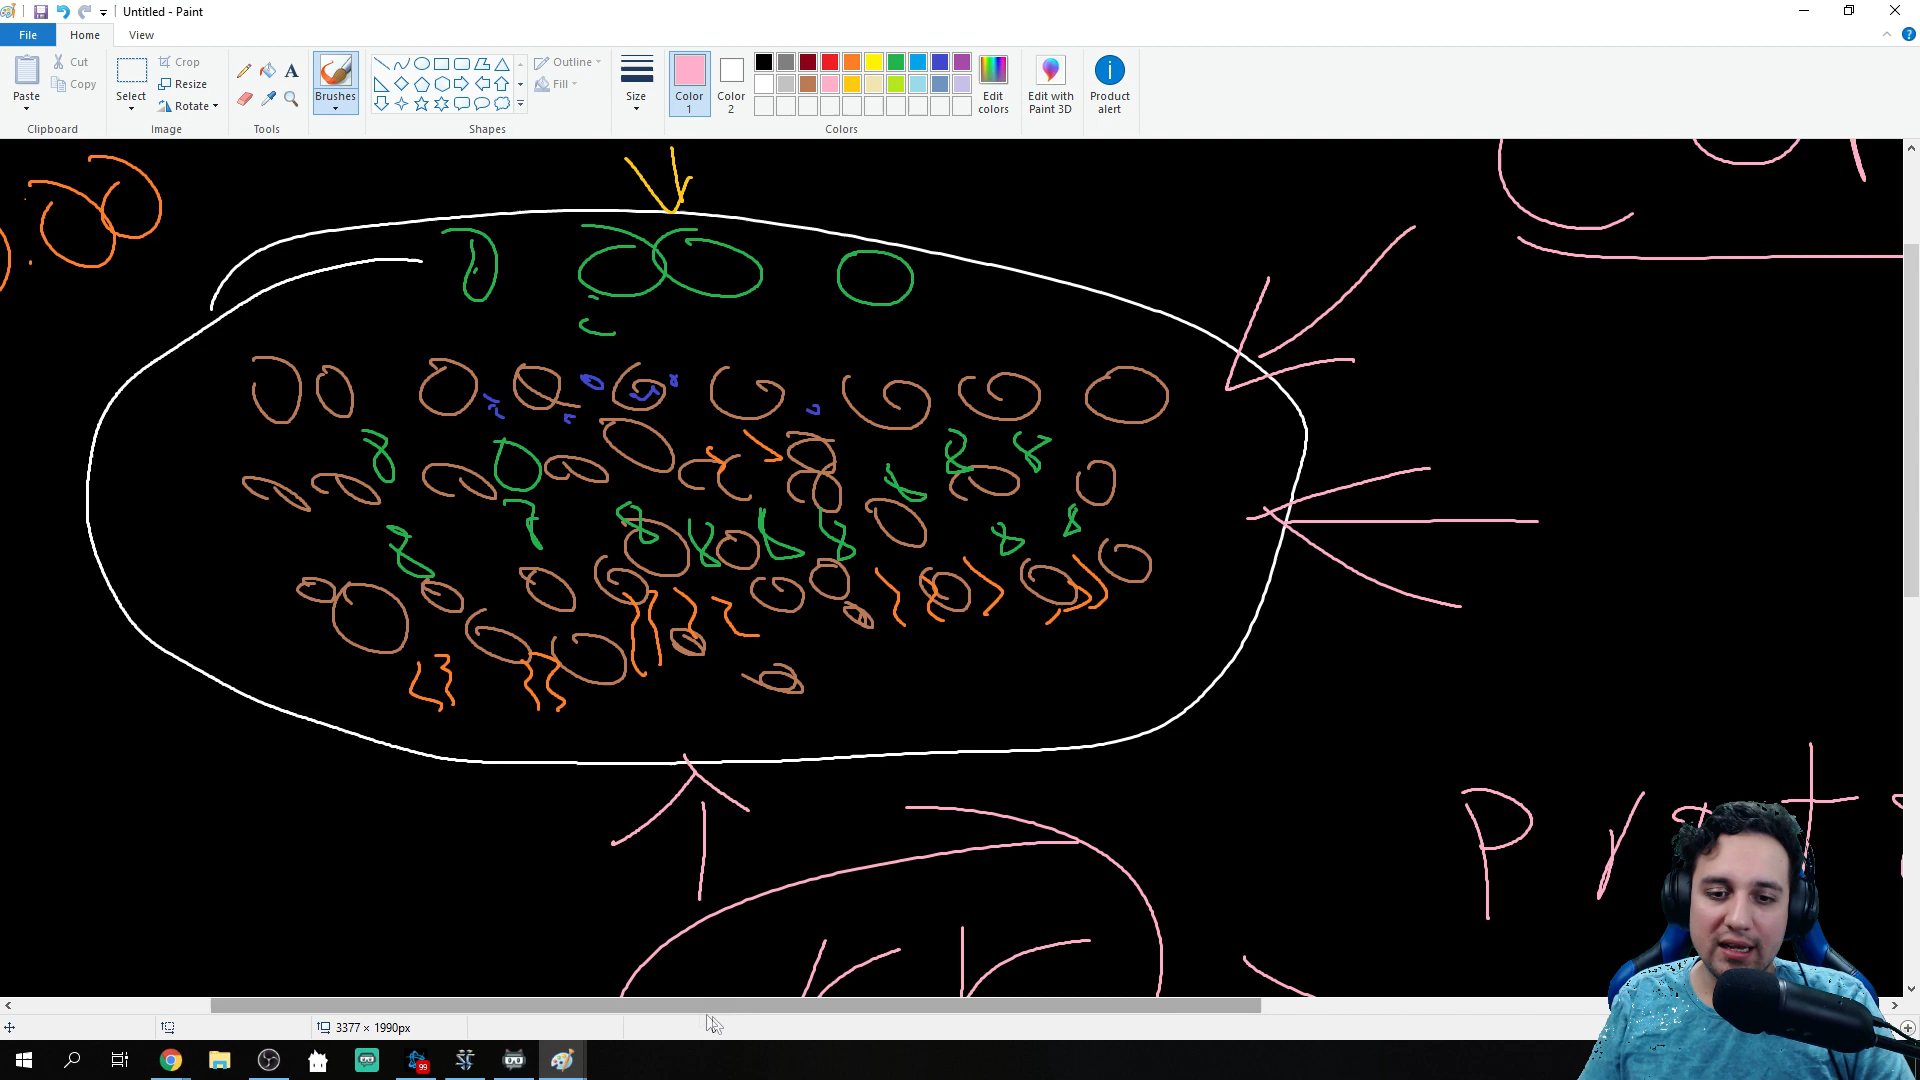 Untitled - Paint
File Home View
Paste Cut Copy Select Crop Resize Rotate A Brushes Outline Fill Size Color 1 Color 2 Edit colors Edit with Paint 3D Product alert
Clipboard Image Tools Shapes Colors
3377 × 1990px
99